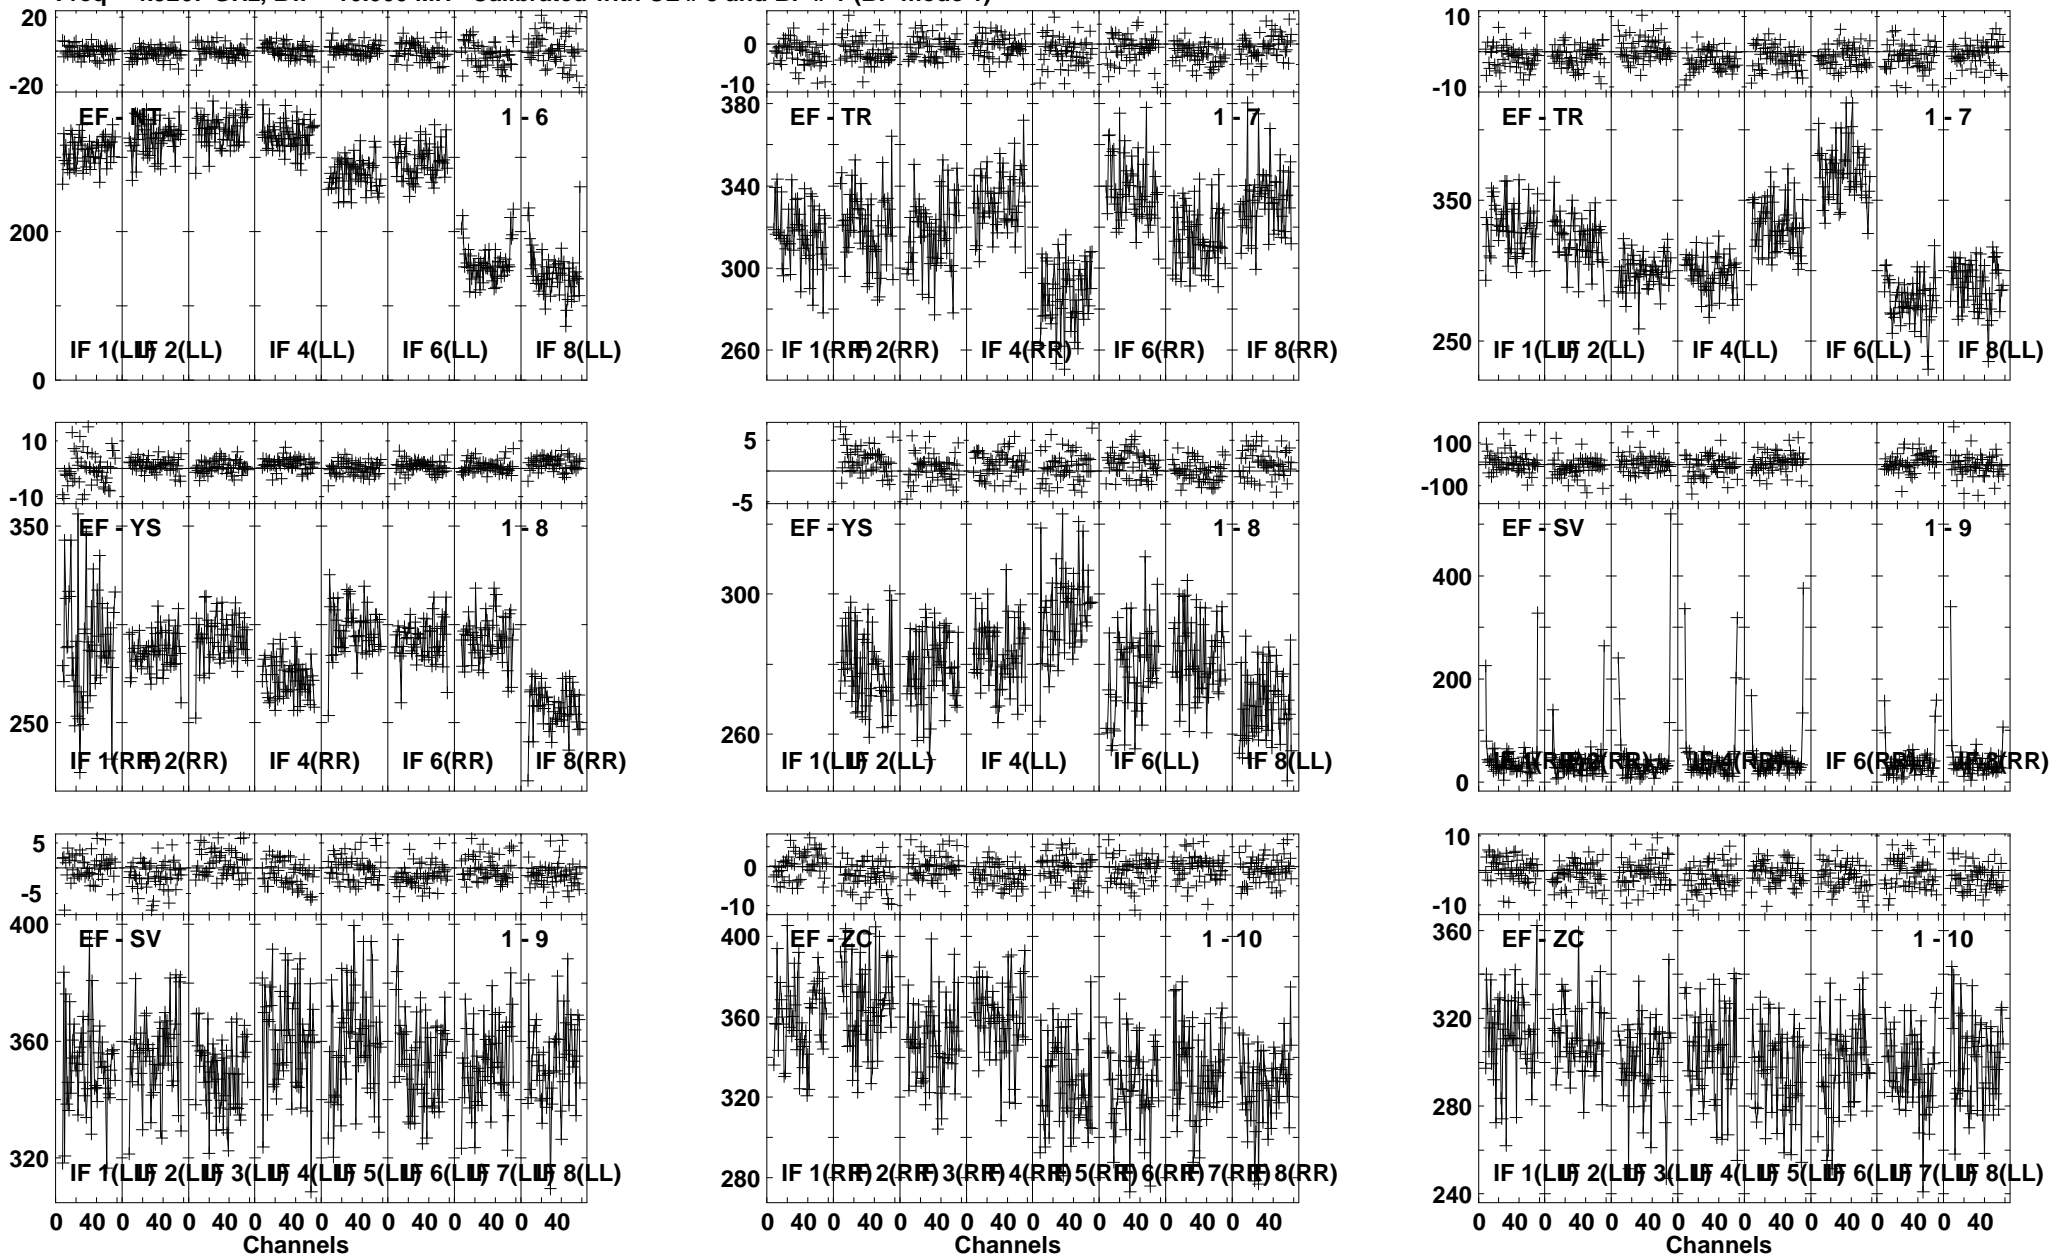 20
-20
EF - NT 1 - 6
200
0
IF 1(LL) IF 2(LL) IF 4(LL) IF 6(LL) IF 8(LL)
0
-10
380
EF - TR 1 - 7
340
300
260
IF 1(RR) IF 2(RR) IF 4(RR) IF 6(RR) IF 8(RR)
10
-10
EF - TR 1 - 7
350
250
IF 1(LL) IF 2(LL) IF 4(LL) IF 6(LL) IF 8(LL)
10
-10
350
EF - YS 1 - 8
250
IF 1(RR) IF 2(RR) IF 4(RR) IF 6(RR) IF 8(RR)
5
-5
EF - YS 1 - 8
300
260
IF 1(LL) IF 2(LL) IF 4(LL) IF 6(LL) IF 8(LL)
100
-100
EF - SV 1 - 9
400
200
0
IF 6(RR) IF 8(RR)
5
-5
400
EF - SV 1 - 9
360
320
IF 1(LL) IF 2(LL) IF 3(LL) IF 4(LL) IF 5(LL) IF 6(LL) IF 7(LL) IF 8(LL)
0 40 0 40 0 40 0 40 0 40 0 40 0 40 0 40
Channels
0
-10
400
EF - ZC 1 - 10
360
320
280
IF 1(RR) IF 2(RR) IF 3(RR) IF 4(RR) IF 5(RR) IF 6(RR) IF 7(RR) IF 8(RR)
0 40 0 40 0 40 0 40 0 40 0 40 0 40 0 40
Channels
10
-10
360
EF - ZC 1 - 10
320
280
240
IF 1(LL) IF 2(LL) IF 3(LL) IF 4(LL) IF 5(LL) IF 6(LL) IF 7(LL) IF 8(LL)
0 40 0 40 0 40 0 40 0 40 0 40 0 40 0 40
Channels